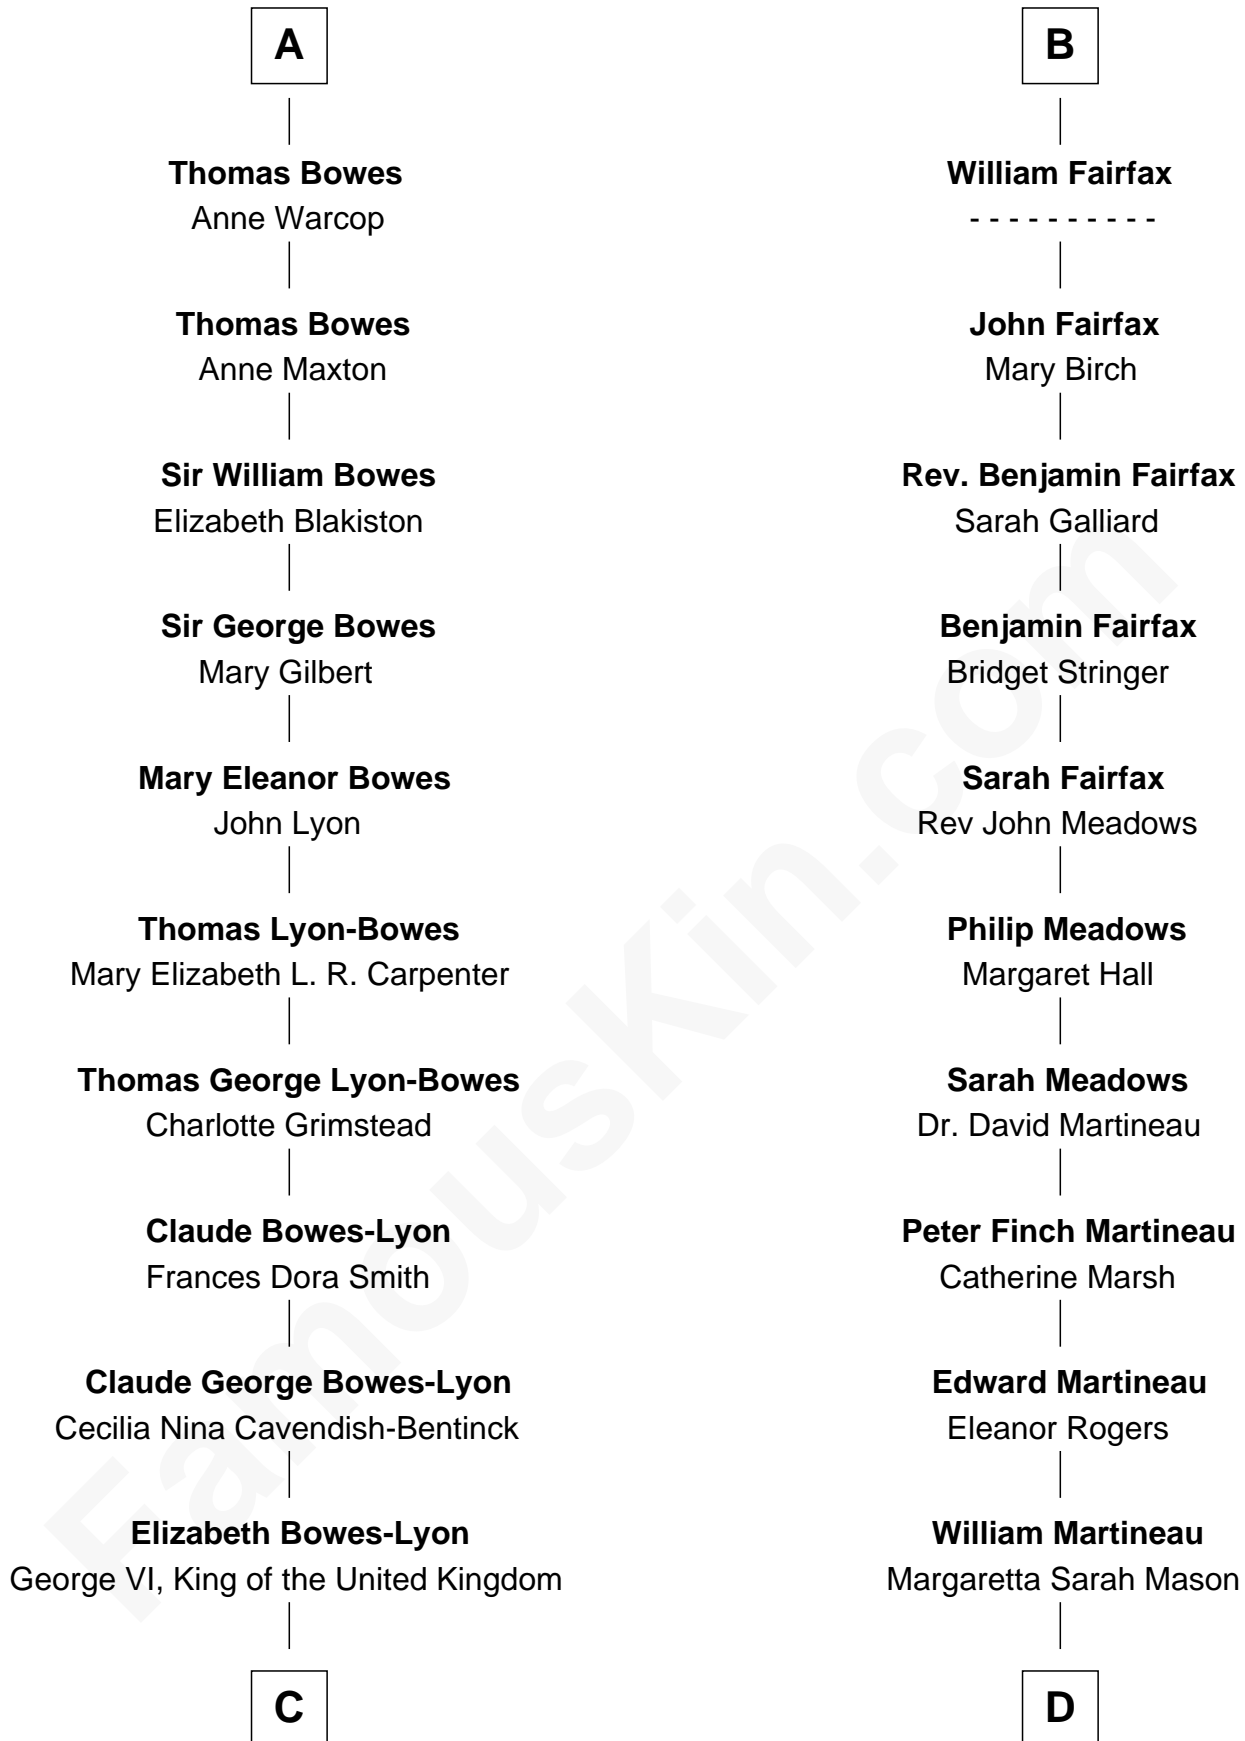 A
Thomas Bowes
Anne Warcop
Thomas Bowes
Anne Maxton
Sir William Bowes
Elizabeth Blakiston
Sir George Bowes
Mary Gilbert
Mary Eleanor Bowes
John Lyon
Thomas Lyon-Bowes
Mary Elizabeth L. R. Carpenter
Thomas George Lyon-Bowes
Charlotte Grimstead
Claude Bowes-Lyon
Frances Dora Smith
Claude George Bowes-Lyon
Cecilia Nina Cavendish-Bentinck
Elizabeth Bowes-Lyon
George VI, King of the United Kingdom
C
B
William Fairfax
- - - - - - - - - -
John Fairfax
Mary Birch
Rev. Benjamin Fairfax
Sarah Galliard
Benjamin Fairfax
Bridget Stringer
Sarah Fairfax
Rev John Meadows
Philip Meadows
Margaret Hall
Sarah Meadows
Dr. David Martineau
Peter Finch Martineau
Catherine Marsh
Edward Martineau
Eleanor Rogers
William Martineau
Margaretta Sarah Mason
D
FamousKin.com